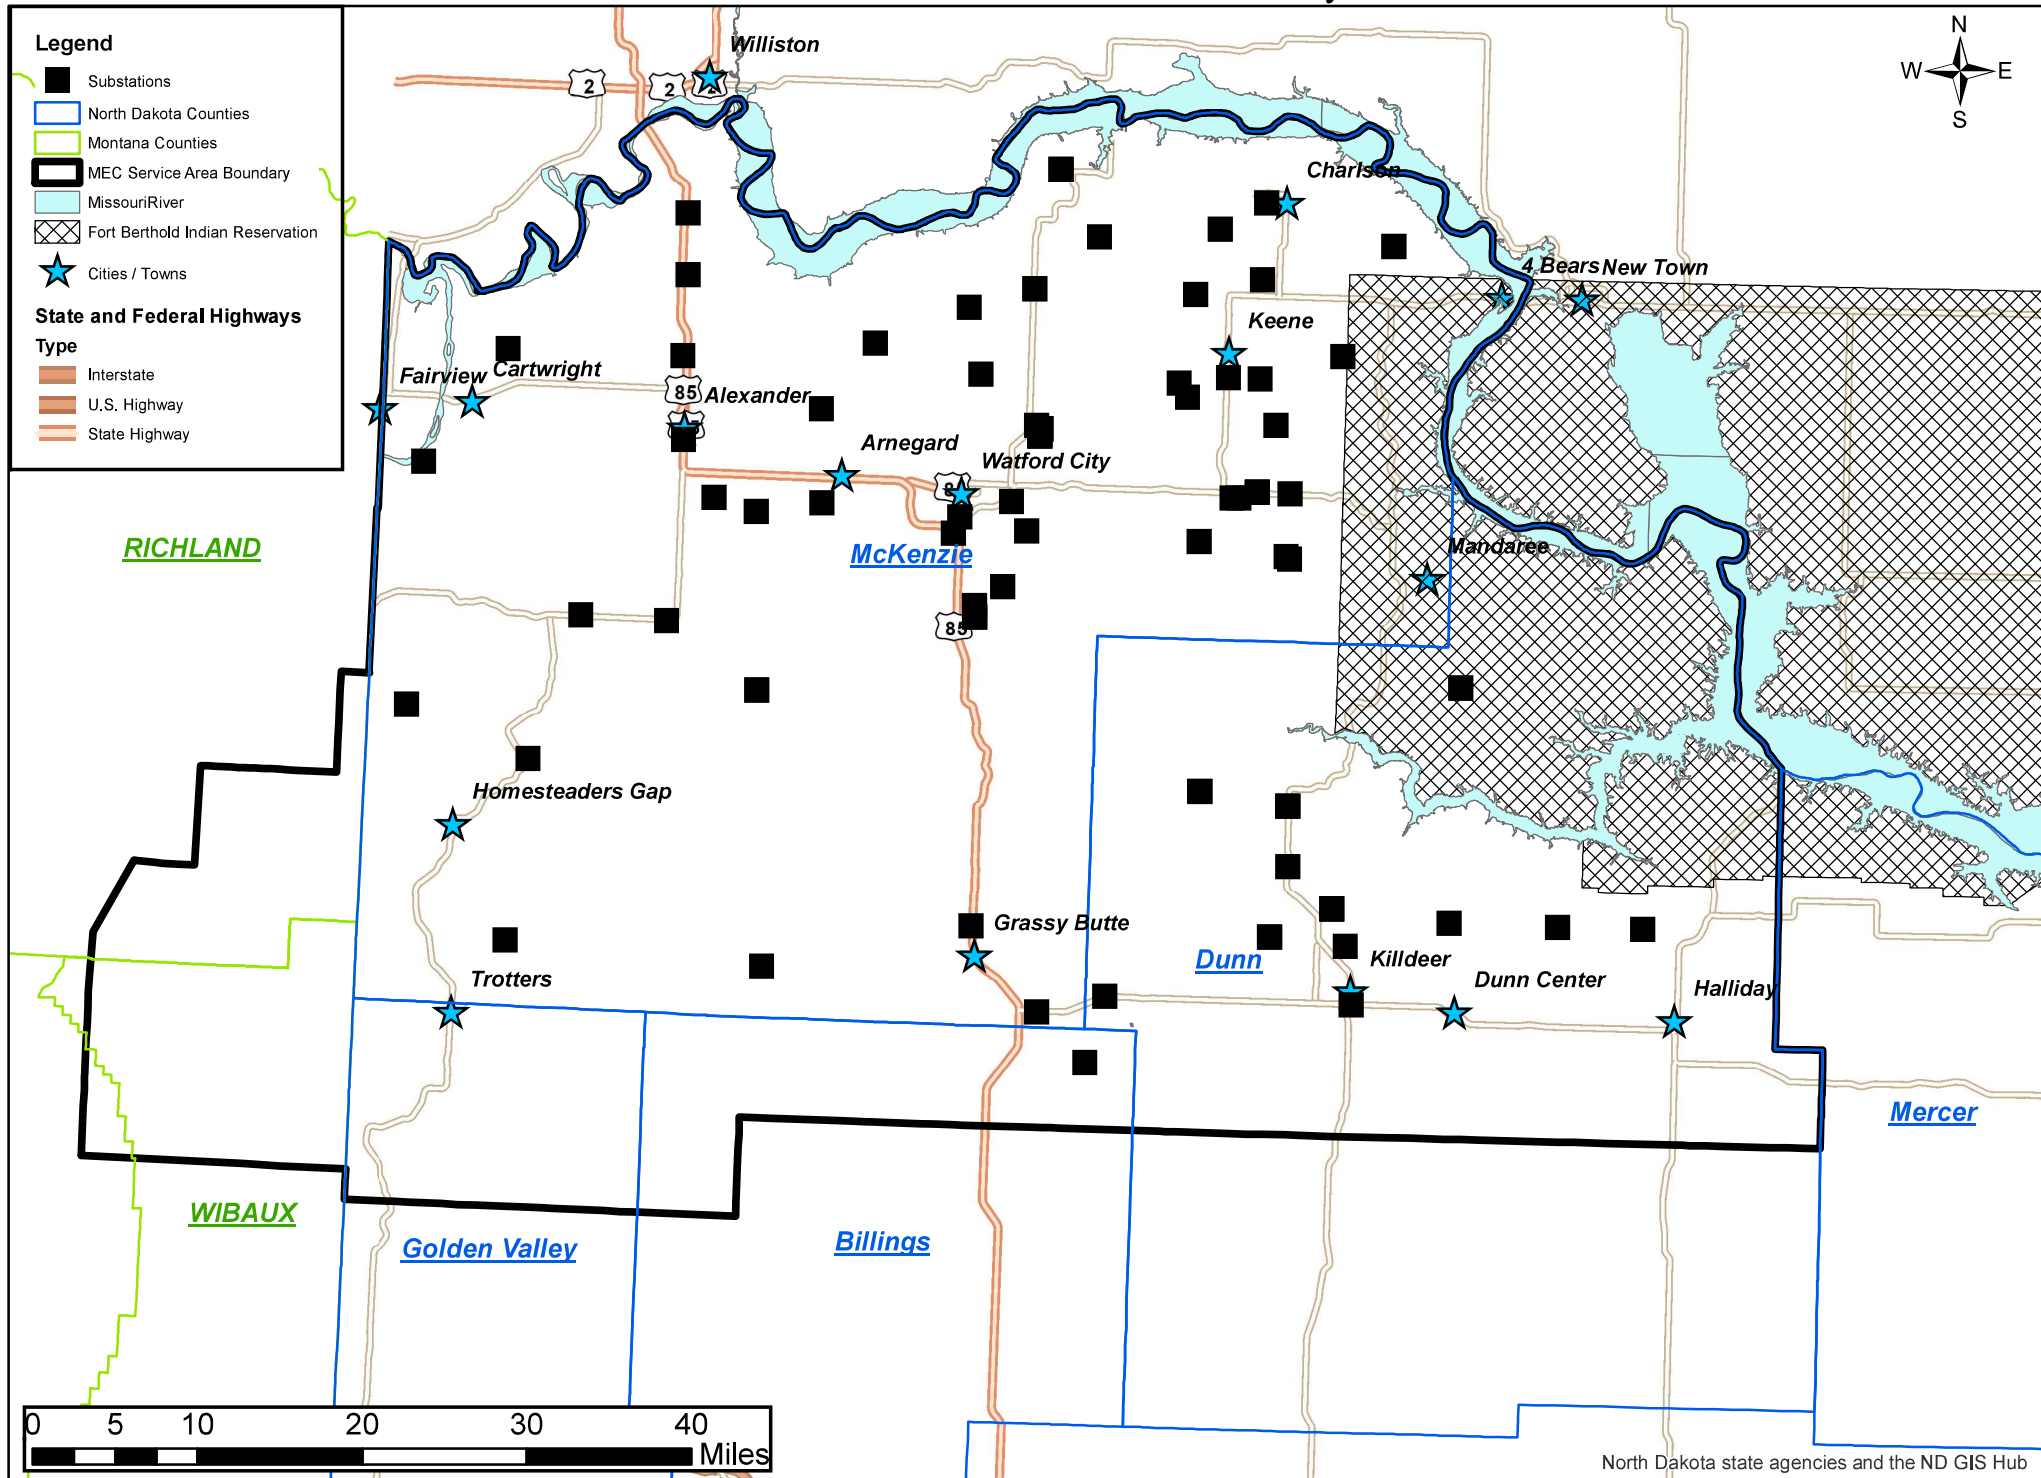 Legend
Substations
North Dakota Counties
Montana Counties
MEC Service Area Boundary
MissouriRiver
Fort Berthold Indian Reservation
Cities / Towns
State and Federal Highways
Type
Interstate
U.S. Highway
State Highway
N
W E
S
Williston
2
2
2
Charlson
4 Bears New Town
Keene
Fairview Cartwright
85
Alexander
Arnegard
Watford City
RICHLAND
McKenzie
Mandaree
85
Homesteaders Gap
Grassy Butte
Dunn
Killdeer
Trotters
Dunn Center
Halliday
Mercer
WIBAUX
Golden Valley
Billings
0 5 10 20 30 40
Miles
North Dakota state agencies and the ND GIS Hub